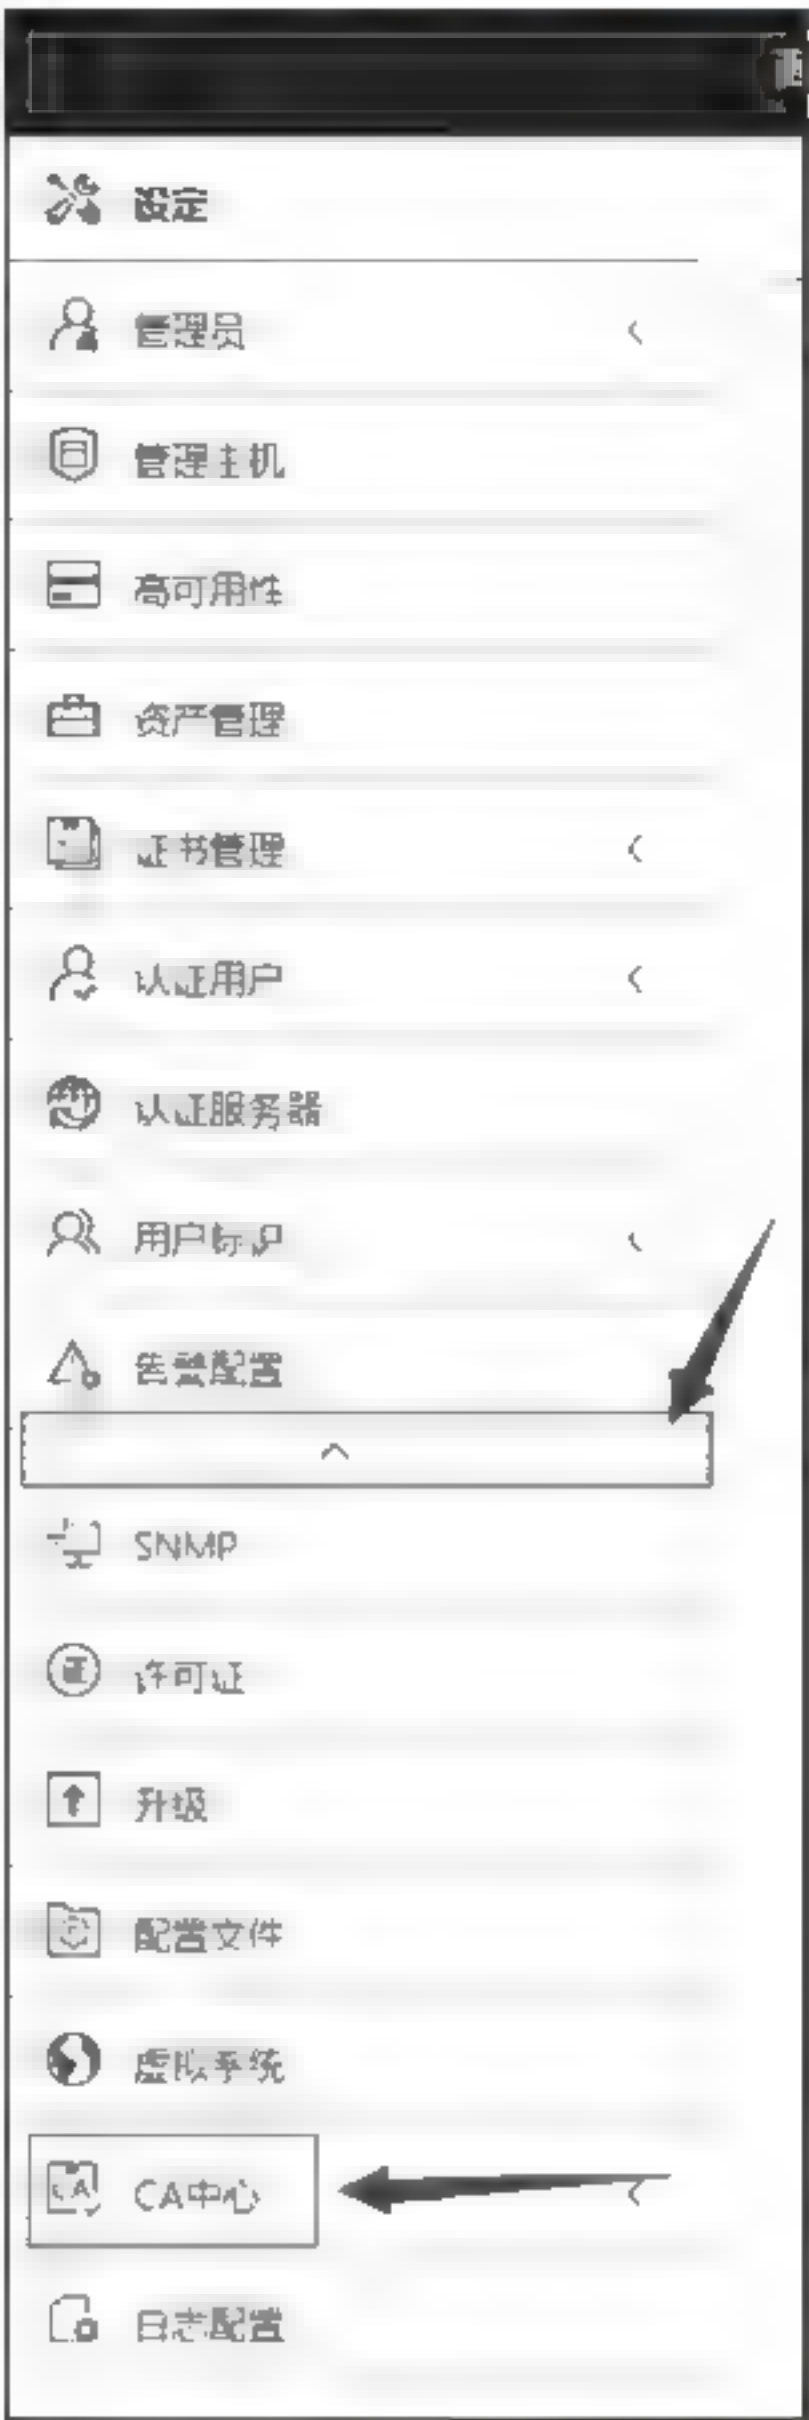 设定
管理员
管理主机
高可用性
资产管理
证书管理
认证用户
认证服务器
用户标识
告警配置
SNMP
许可证
升级
配置文件
虚拟系统
CA中心
日志配置